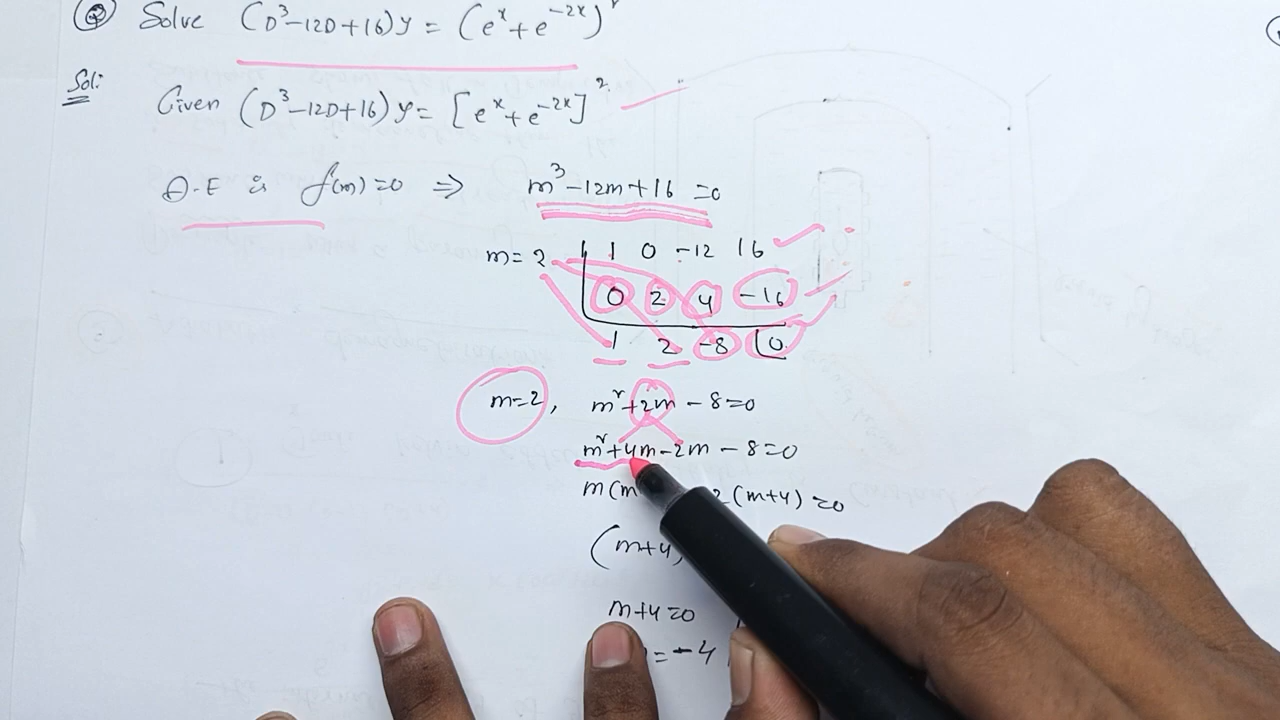 Q Solve (D³-12D+16)y = (eˣ+e⁻²ˣ)²
Sol: Given (D³-12D+16)y = [eˣ+e⁻²ˣ]²
A.E is f(m)=0 ⇒ m³-12m+16=0
m=2 | 1 0 -12 16
0 2 4 -16
1 2 -8 |0
m=2, m²+2m-8=0
m²+4m-2m-8=0
m(m 2(m+4)=0
(m+4)
m+4=0
=-4